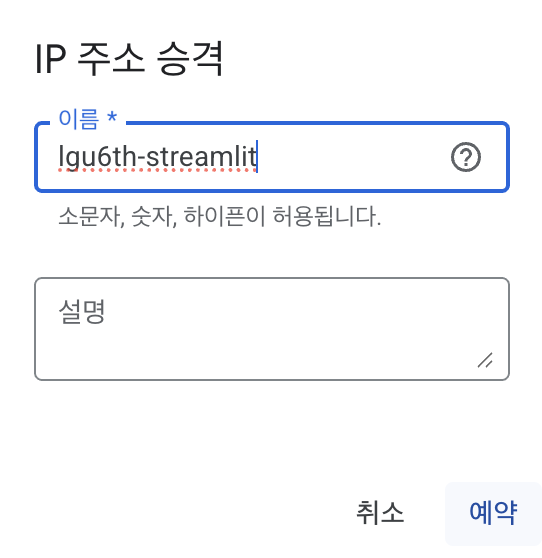 IP 주소 승격
이름 *
lgu6th-streamlit
소문자, 숫자, 하이픈이 허용됩니다.
설명
취소 예약